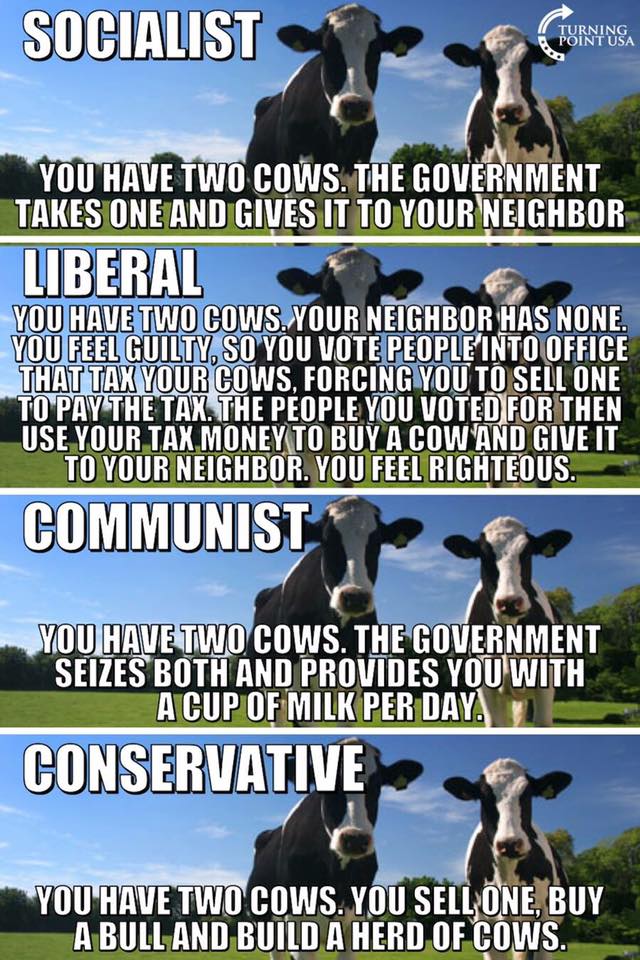 SOCIALIST
TURNING
POINT USA
YOU HAVE TWO COWS. THE GOVERNMENT
TAKES ONE AND GIVES IT TO YOUR NEIGHBOR
LIBERAL
YOU HAVE TWO COWS. YOUR NEIGHBOR HAS NONE.
YOU FEEL GUILTY, SO YOU VOTE PEOPLE INTO OFFICE
THAT TAX YOUR COWS, FORCING YOU TO SELL ONE
TO PAY THE TAX. THE PEOPLE YOU VOTED FOR THEN
USE YOUR TAX MONEY TO BUY A COW AND GIVE IT
TO YOUR NEIGHBOR. YOU FEEL RIGHTEOUS.
COMMUNIST
YOU HAVE TWO COWS. THE GOVERNMENT
SEIZES BOTH AND PROVIDES YOU WITH
A CUP OF MILK PER DAY.
CONSERVATIVE
YOU HAVE TWO COWS. YOU SELL ONE, BUY
A BULL AND BUILD A HERD OF COWS.